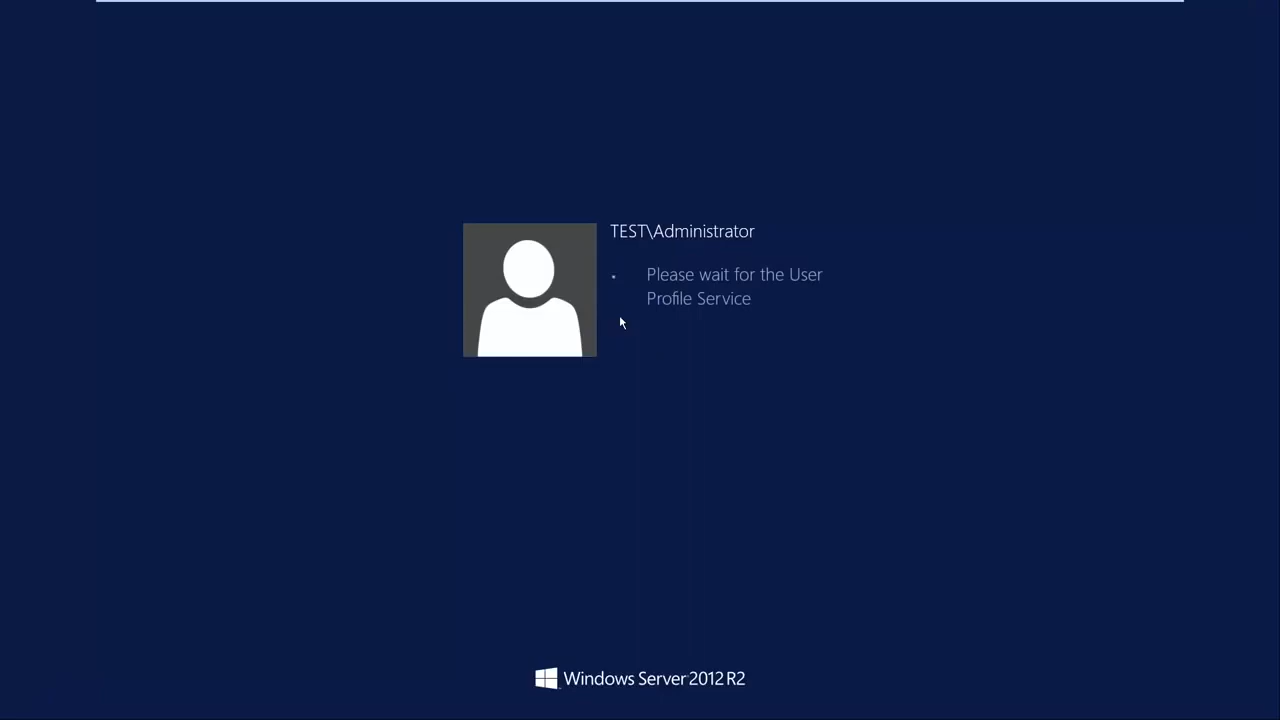 TEST\Administrator
Please wait for the User
Profile Service
Windows Server 2012 R2